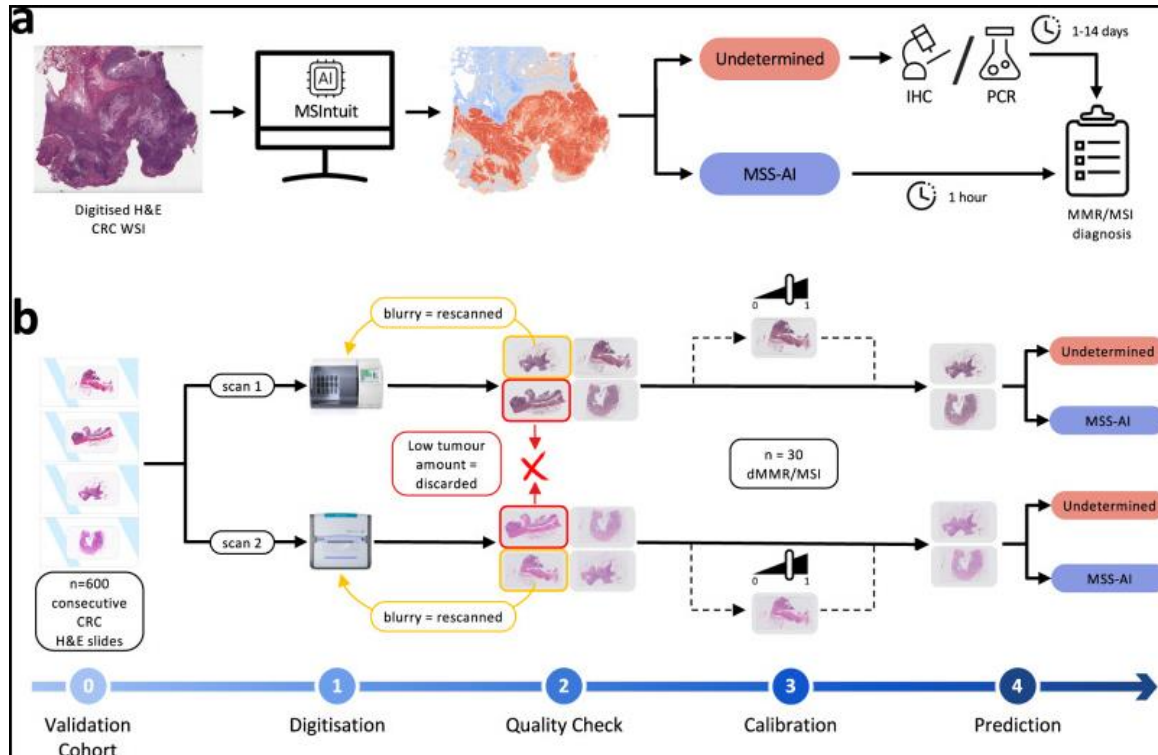 a
Digitised H&E
CRC WSI
AI
MSIntuit
Undetermined
MSS-AI
IHC
PCR
1-14 days
1 hour
MMR/MSI
diagnosis
b
n=600
consecutive
CRC
H&E slides
scan 1
scan 2
blurry = rescanned
Low tumour
amount =
discarded
blurry = rescanned
0 1
n = 30
dMMR/MSI
0 1
Undetermined
MSS-AI
Undetermined
MSS-AI
0
Validation
Cohort
1
Digitisation
2
Quality Check
3
Calibration
4
Prediction